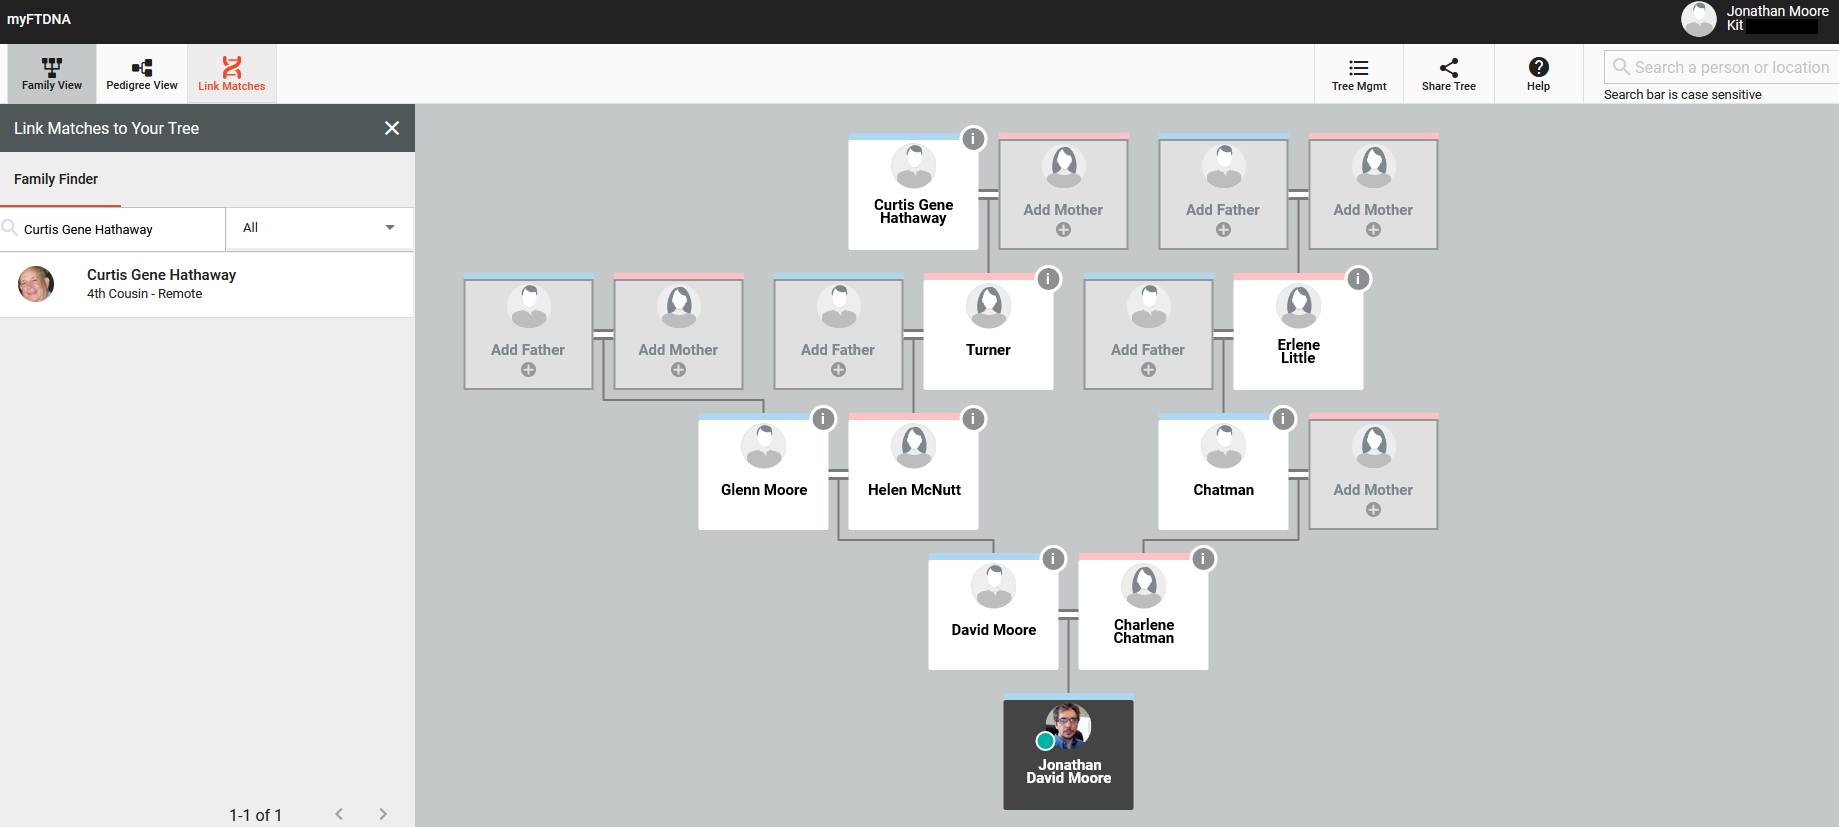 myFTDNA
Jonathan Moore
Kit
Family View
Pedigree View
Link Matches
Tree Mgmt
Share Tree
Help
Search a person or location
Search bar is case sensitive
Link Matches to Your Tree
Family Finder
Curtis Gene Hathaway
All
Curtis Gene Hathaway
4th Cousin - Remote
1-1 of 1
Curtis Gene
Hathaway
Add Mother
Add Father
Add Mother
Add Father
Add Mother
Add Father
Turner
Add Father
Erlene
Little
Glenn Moore
Helen McNutt
Chatman
Add Mother
David Moore
Charlene
Chatman
Jonathan
David Moore